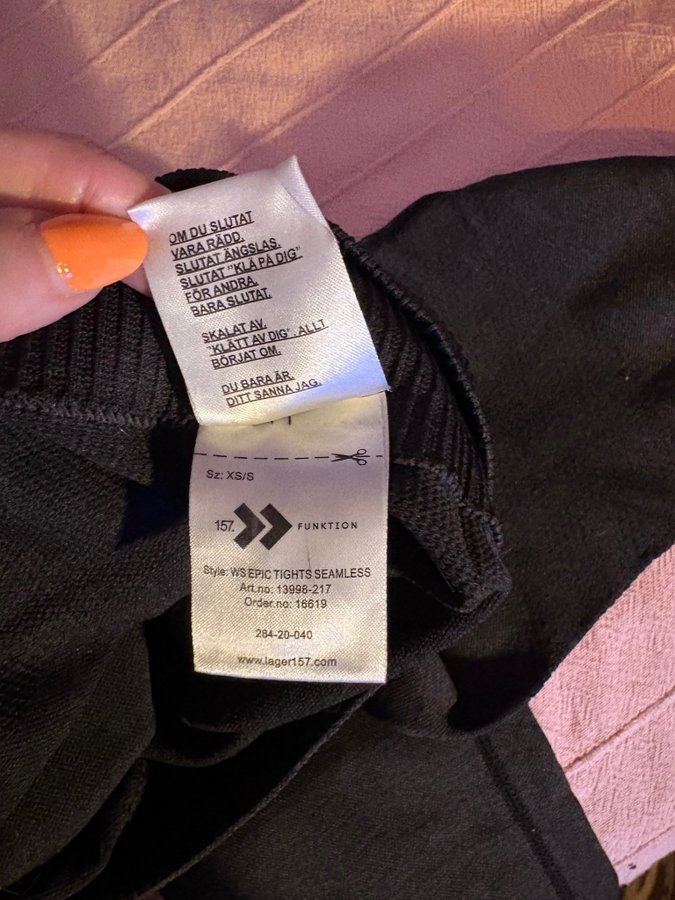 OM DU SLUTAT
VARA RÄDD.
SLUTAT ÄNGSLAS.
SLUTAT "KLÄ PÅ DIG"
FÖR ANDRA.
BARA SLUTAT.
SKALAT AV.
"KLÄTT AV DIG". ALLT
BÖRJAT OM.
DU BARA ÄR.
DITT SANNA JAG.
Sz: XS/S
157. FUNKTION
Style: WS EPIC TIGHTS SEAMLESS
Art.no: 13998-217
Order.no: 16619
284-20-040
www.lager157.com